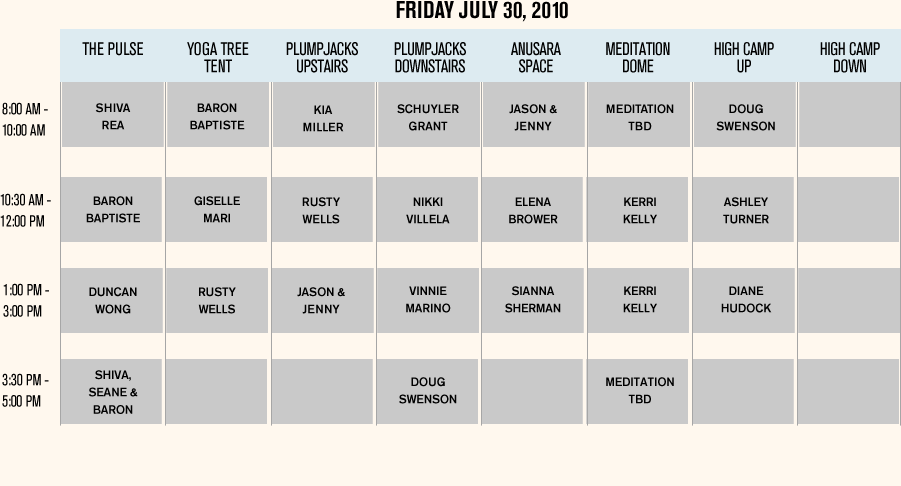 FRIDAY JULY 30, 2010
THE PULSE
YOGA TREE
TENT
PLUMPJACKS
UPSTAIRS
PLUMPJACKS
DOWNSTAIRS
ANUSARA
SPACE
MEDITATION
DOME
HIGH CAMP
UP
HIGH CAMP
DOWN
8:00 AM -
10:00 AM
SHIVA
REA
BARON
BAPTISTE
KIA
MILLER
SCHUYLER
GRANT
JASON &
JENNY
MEDITATION
TBD
DOUG
SWENSON
10:30 AM -
12:00 PM
BARON
BAPTISTE
GISELLE
MARI
RUSTY
WELLS
NIKKI
VILLELA
ELENA
BROWER
KERRI
KELLY
ASHLEY
TURNER
1:00 PM -
3:00 PM
DUNCAN
WONG
RUSTY
WELLS
JASON &
JENNY
VINNIE
MARINO
SIANNA
SHERMAN
KERRI
KELLY
DIANE
HUDOCK
3:30 PM -
5:00 PM
SHIVA,
SEANE &
BARON
DOUG
SWENSON
MEDITATION
TBD